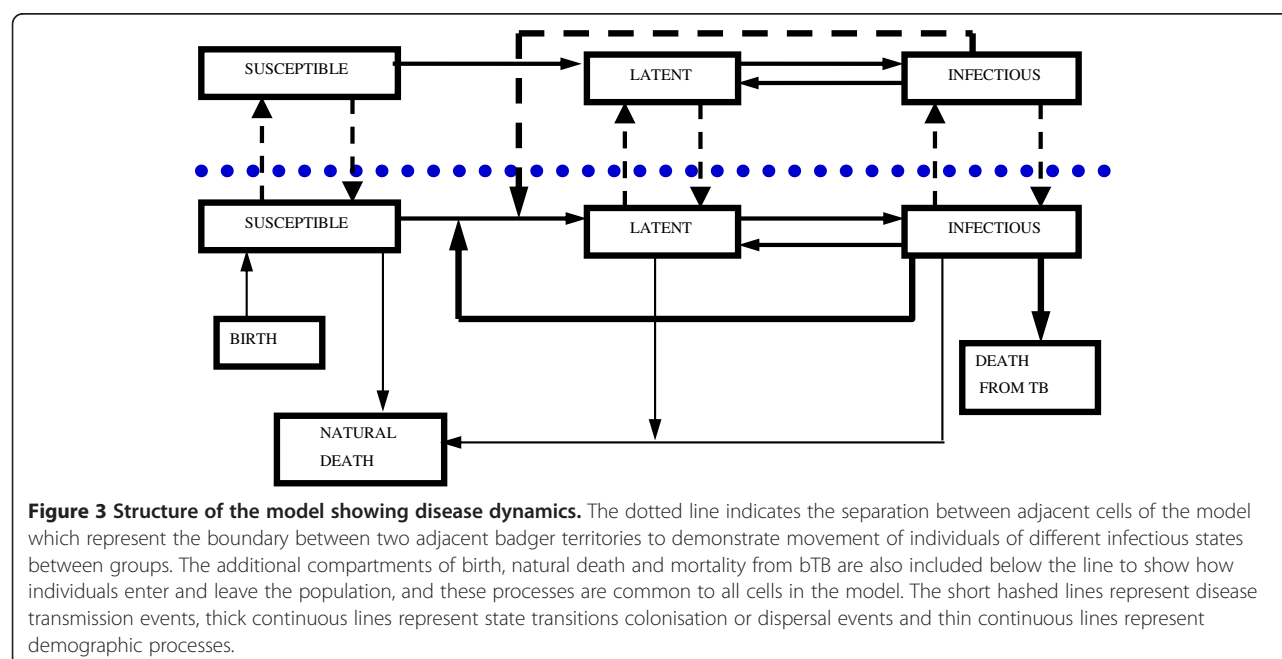 SUSCEPTIBLE
LATENT
INFECTIOUS
SUSCEPTIBLE
LATENT
INFECTIOUS
BIRTH
DEATH
FROM TB
NATURAL
DEATH
Figure 3 Structure of the model showing disease dynamics. The dotted line indicates the separation between adjacent cells of the model
which represent the boundary between two adjacent badger territories to demonstrate movement of individuals of different infectious states
between groups. The additional compartments of birth, natural death and mortality from bTB are also included below the line to show how
individuals enter and leave the population, and these processes are common to all cells in the model. The short hashed lines represent disease
transmission events, thick continuous lines represent state transitions colonisation or dispersal events and thin continuous lines represent
demographic processes.